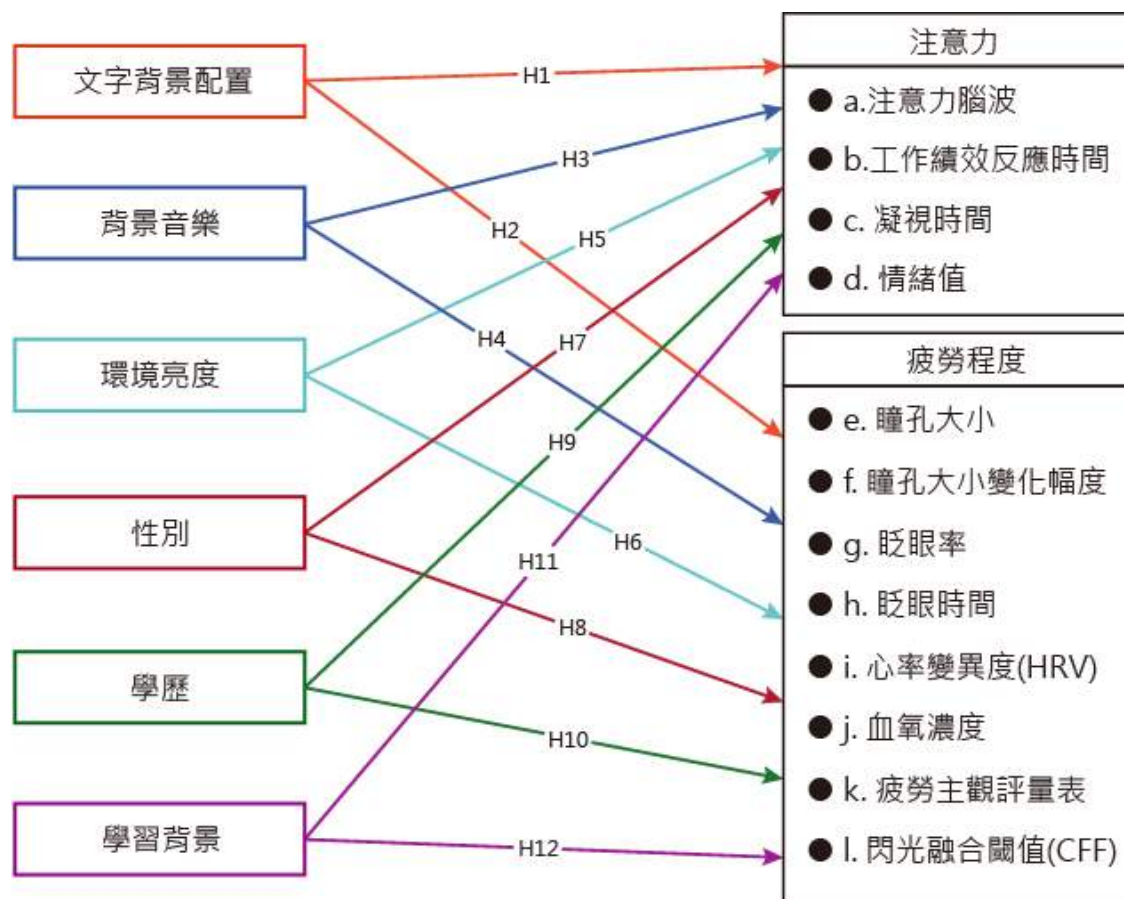 文字背景配置
背景音樂
環境亮度
性別
學歷
學習背景
H1
H3
H2
H5
H4
H7
H9
H6
H11
H8
H10
H12
注意力
● a.注意力腦波
● b.工作績效反應時間
● c. 凝視時間
● d. 情緒值
疲勞程度
● e. 瞳孔大小
● f. 瞳孔大小變化幅度
● g. 眨眼率
● h. 眨眼時間
● i. 心率變異度(HRV)
● j. 血氧濃度
● k. 疲勞主觀評量表
● l. 閃光融合閾值(CFF)